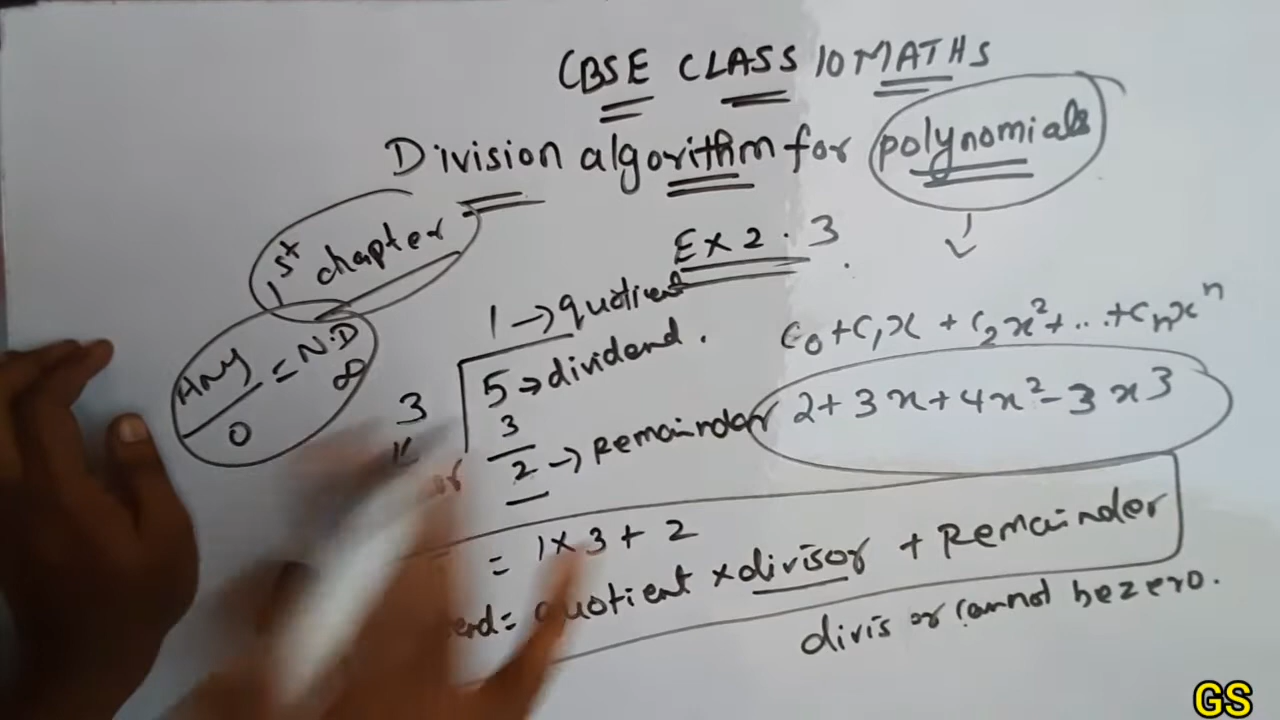 CBSE CLASS 10 MATHS
Division algorithm for polynomials
1st chapter
Ex 2.3.
1 → quotient
Any/0 = N.D
∞
5 → dividend.
3
3
2 → Remainder
C0+C1x + C2x²+...+Cnxⁿ
2+3x+4x²-3x³
= 1×3+2
= quotient × divisor + Remainder
divisor cannot be zero.
GS